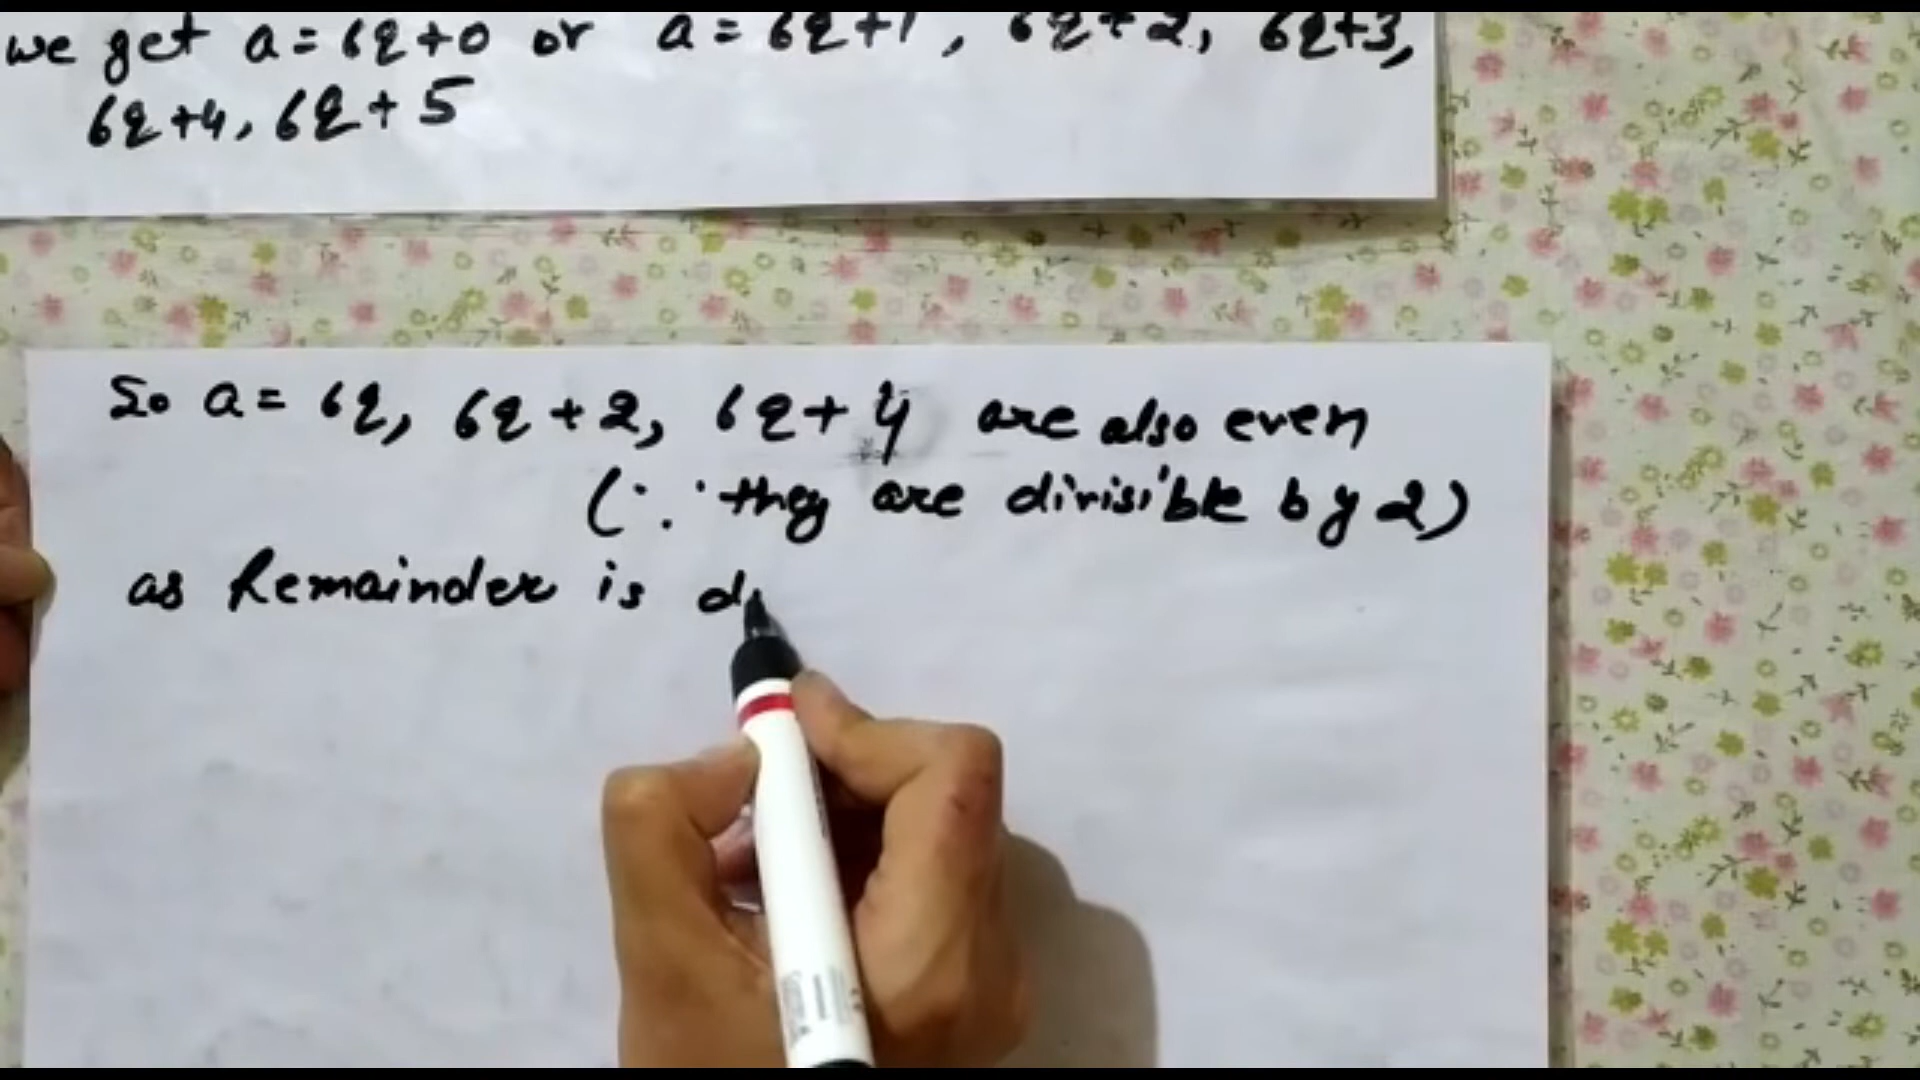 we get a = 6q+0 or a = 6q+1, 6q+2, 6q+3,
6q+4, 6q+5
So a = 6q, 6q+2, 6q+4 are also even
(∵ they are divisible by 2)
as Remainder is